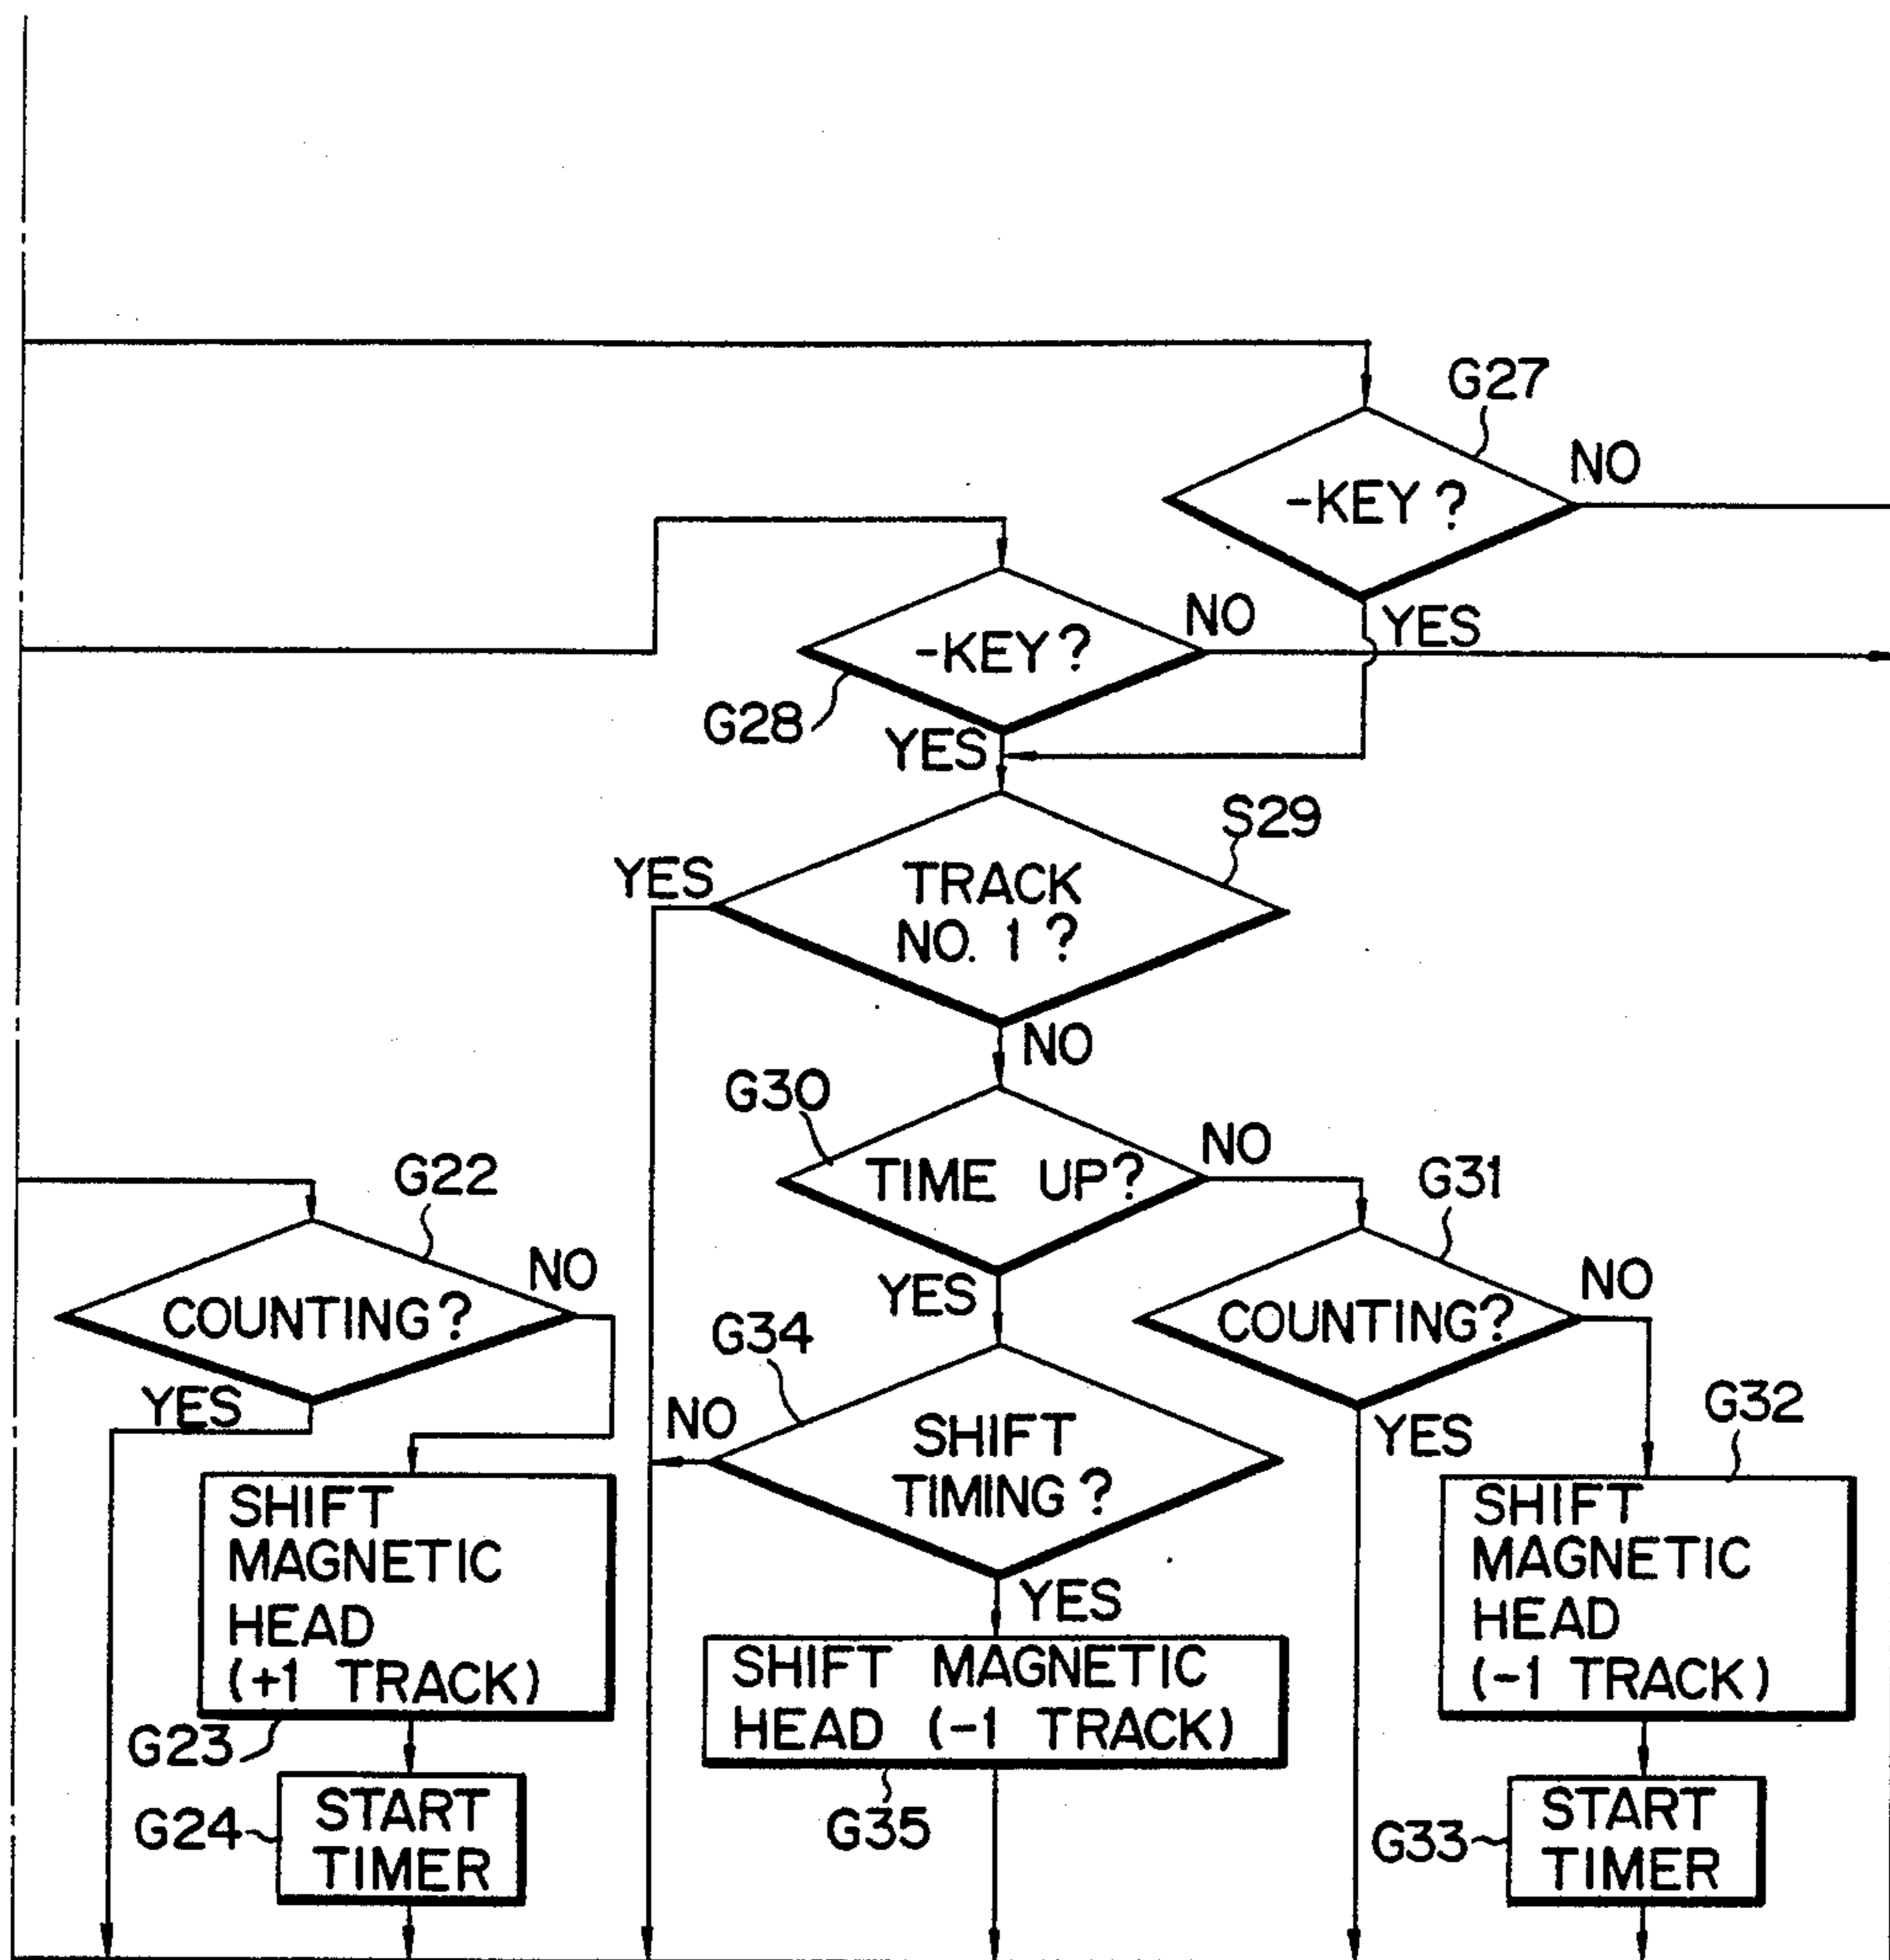 G27
-KEY?
NO
YES
-KEY?
NO
G28
YES
S29
YES
TRACK
NO. 1?
NO
G30
TIME UP?
NO
YES
G31
COUNTING?
NO
YES
G22
COUNTING?
NO
YES
G34
NO
SHIFT
TIMING?
YES
G32
SHIFT
MAGNETIC
HEAD
(+1 TRACK)
G23
SHIFT MAGNETIC
HEAD (-1 TRACK)
G35
SHIFT
MAGNETIC
HEAD
(-1 TRACK)
G24
START
TIMER
G33
START
TIMER